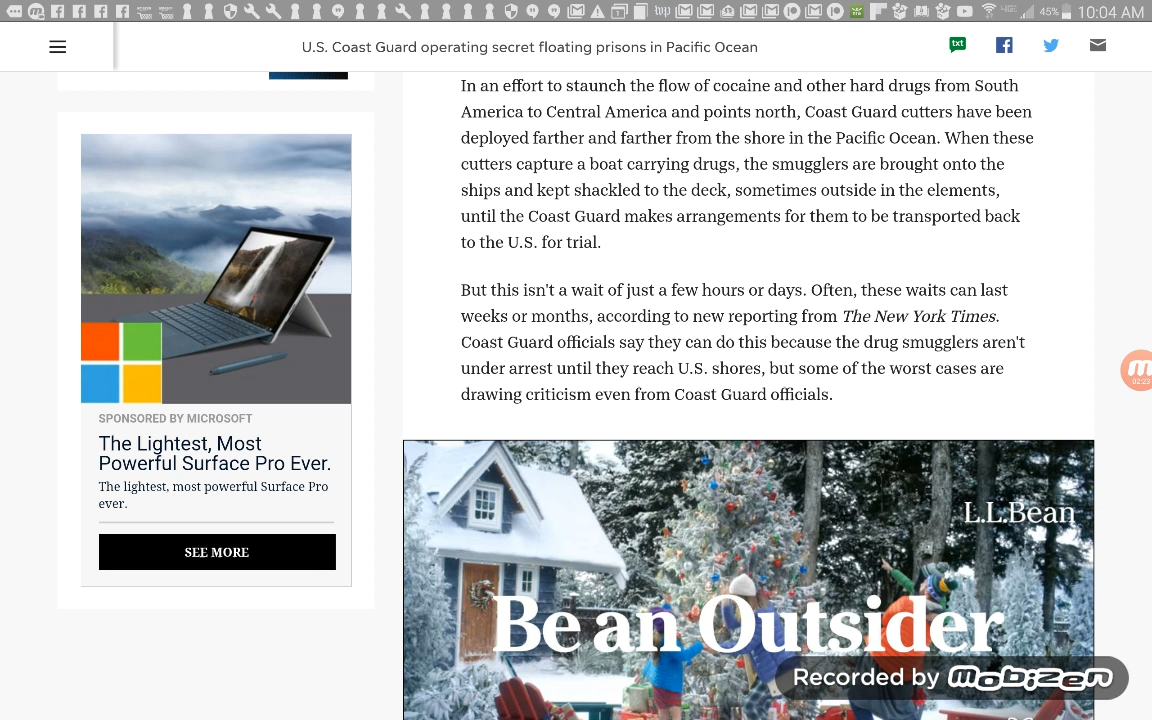 45% 10:04 AM
U.S. Coast Guard operating secret floating prisons in Pacific Ocean
txt
In an effort to staunch the flow of cocaine and other hard drugs from South
America to Central America and points north, Coast Guard cutters have been
deployed farther and farther from the shore in the Pacific Ocean. When these
cutters capture a boat carrying drugs, the smugglers are brought onto the
ships and kept shackled to the deck, sometimes outside in the elements,
until the Coast Guard makes arrangements for them to be transported back
to the U.S. for trial.
But this isn't a wait of just a few hours or days. Often, these waits can last
weeks or months, according to new reporting from The New York Times.
Coast Guard officials say they can do this because the drug smugglers aren't
under arrest until they reach U.S. shores, but some of the worst cases are
drawing criticism even from Coast Guard officials.
02:23
SPONSORED BY MICROSOFT
The Lightest, Most
Powerful Surface Pro Ever.
The lightest, most powerful Surface Pro
ever.
SEE MORE
L.L.Bean
Be an Outsider
Recorded by mobizen